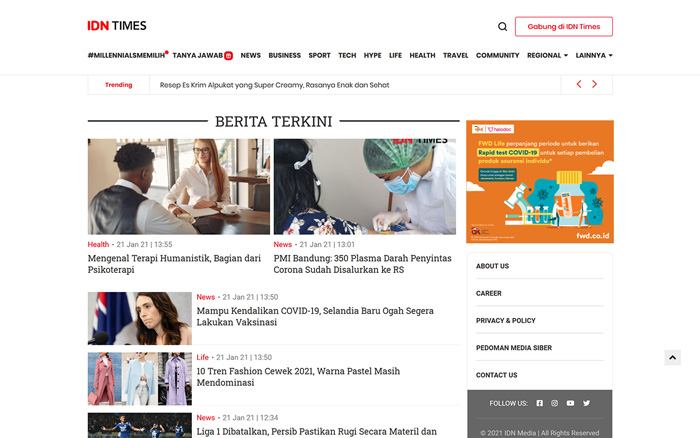 IDN TIMES
Gabung di IDN Times
#MILLENNIALSMEMILIH TANYA JAWAB NEWS BUSINESS SPORT TECH HYPE LIFE HEALTH TRAVEL COMMUNITY REGIONAL LAINNYA
Trending Resep Es Krim Alpukat yang Super Creamy, Rasanya Enak dan Sehat
BERITA TERKINI
IDN TIMES
Health • 21 Jan 21 | 13:55
Mengenal Terapi Humanistik, Bagian dari
Psikoterapi
News • 21 Jan 21 | 13:01
PMI Bandung: 350 Plasma Darah Penyintas
Corona Sudah Disalurkan ke RS
News • 21 Jan 21 | 13:50
Mampu Kendalikan COVID-19, Selandia Baru Ogah Segera
Lakukan Vaksinasi
Life • 21 Jan 21 | 13:50
10 Tren Fashion Cewek 2021, Warna Pastel Masih
Mendominasi
News • 21 Jan 21 | 12:34
Liga 1 Dibatalkan, Persib Pastikan Rugi Secara Materil dan
halodoc
FWD Life perpanjang periode untuk berikan
Rapid test COVID-19 untuk setiap pembelian
produk asuransi individu*
fwd.co.id
ABOUT US
CAREER
PRIVACY & POLICY
PEDOMAN MEDIA SIBER
CONTACT US
FOLLOW US:
© 2021 IDN Media | All Rights Reserved